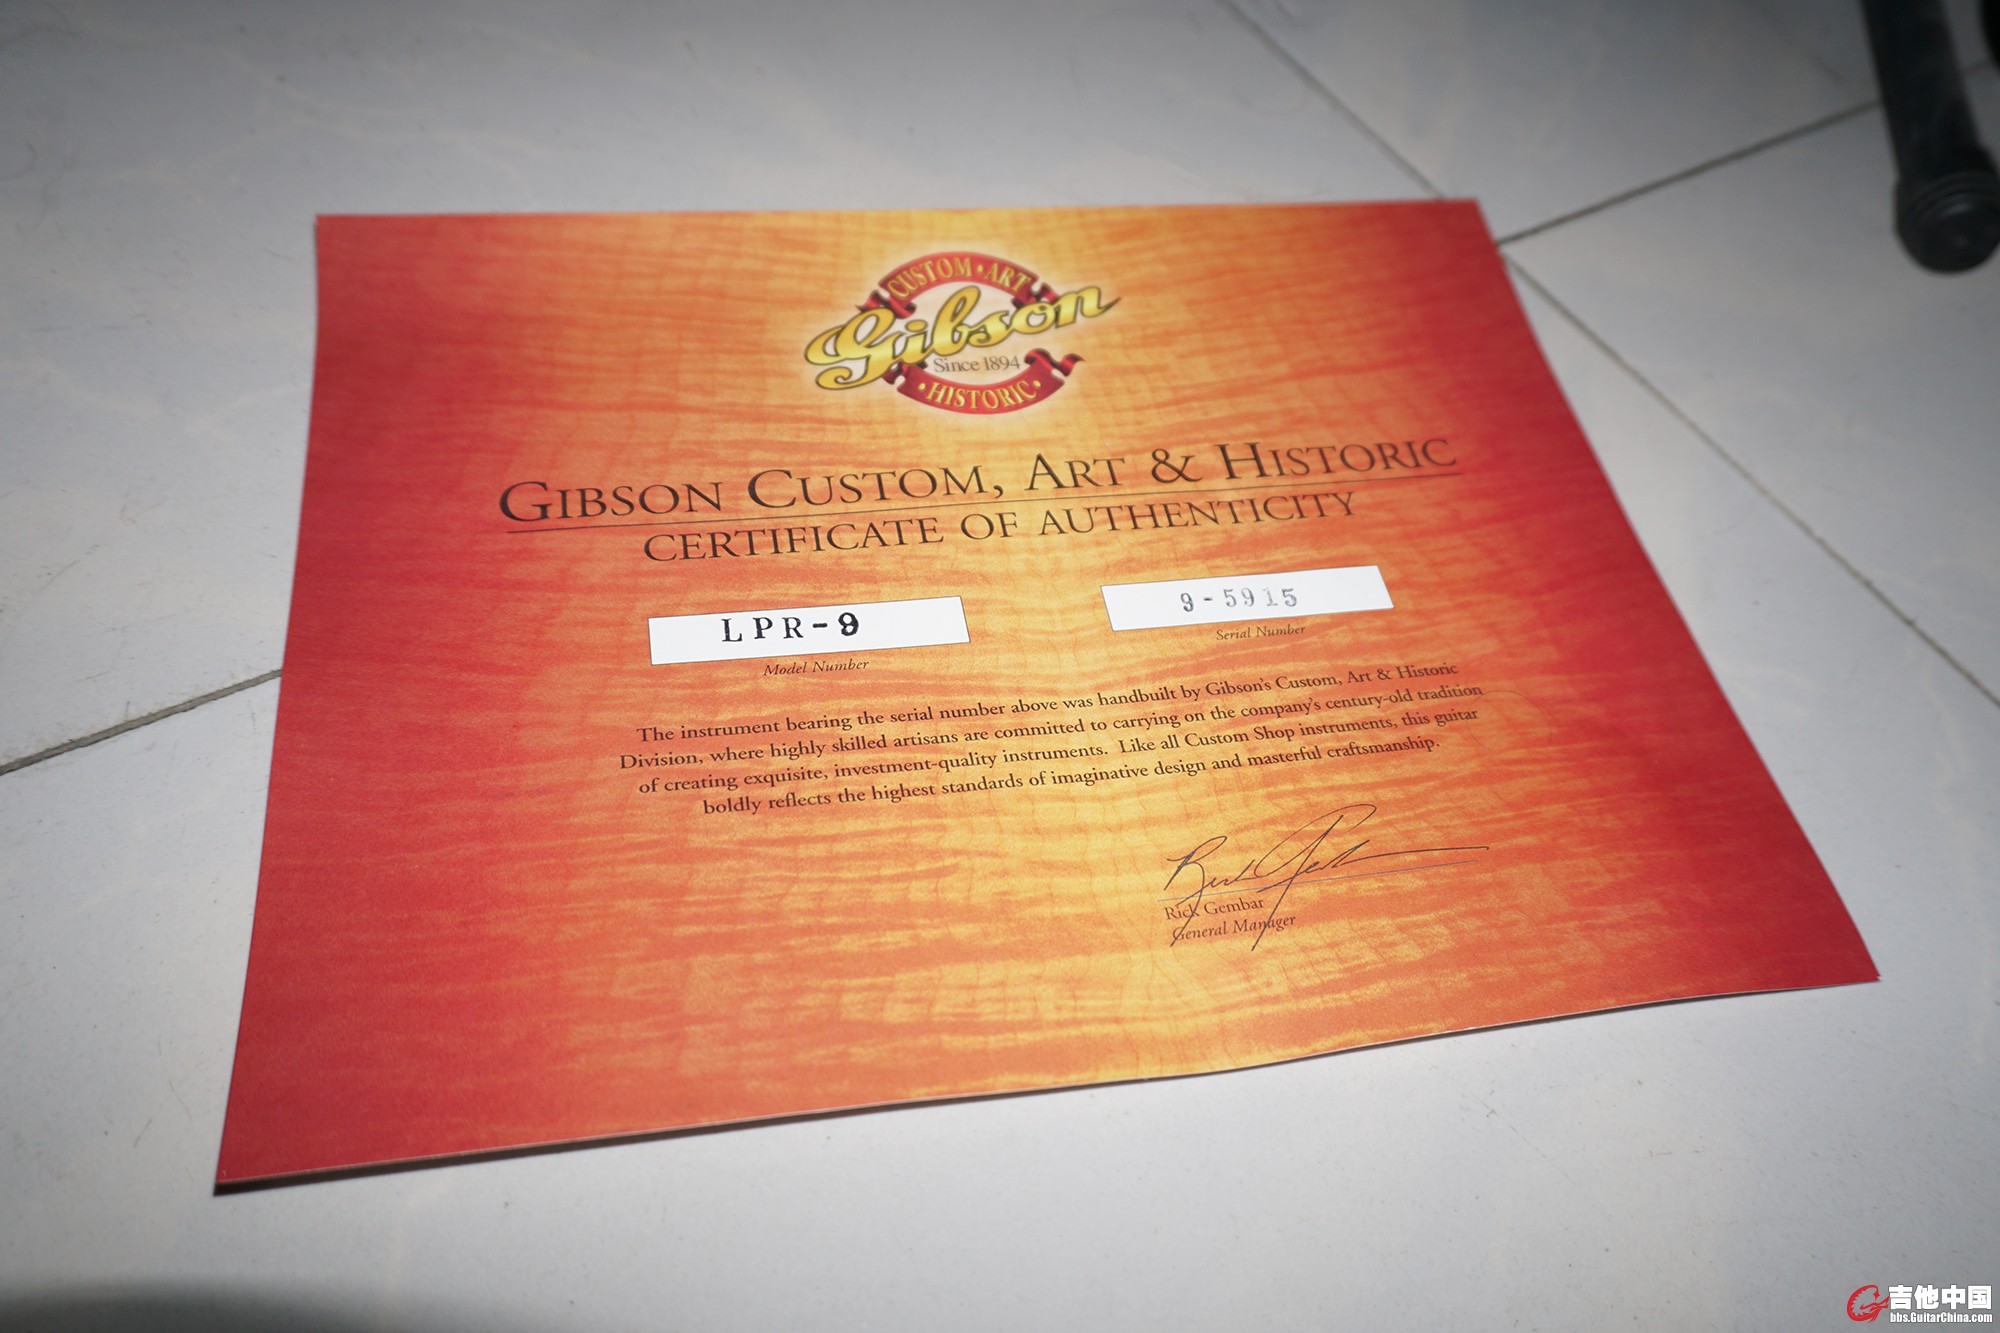 CUSTOM • ART
Gibson
Since 1894
• HISTORIC •
GIBSON CUSTOM, ART & HISTORIC
CERTIFICATE OF AUTHENTICITY
LPR-9
Model Number
9-5915
Serial Number
The instrument bearing the serial number above was handbuilt by Gibson's Custom, Art & Historic
Division, where highly skilled artisans are committed to carrying on the company's century-old tradition
of creating exquisite, investment-quality instruments. Like all Custom Shop instruments, this guitar
boldly reflects the highest standards of imaginative design and masterful craftsmanship.
Rick Gembar
General Manager
吉他中国
bbs.GuitarChina.com